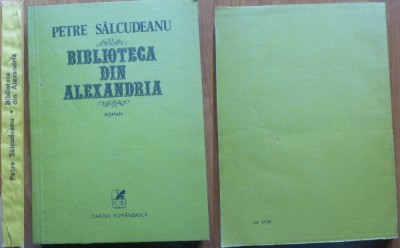 Petre Sălcudeanu • Biblioteca
din Alexandria
PETRE SĂLCUDEANU
BIBLIOTECA
DIN
ALEXANDRIA
ROMAN
CARTEA ROMÂNEASCĂ